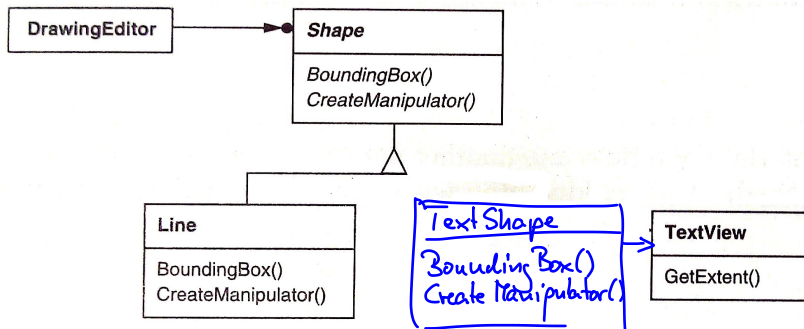 DrawingEditor
Shape
BoundingBox()
CreateManipulator()
Line
BoundingBox()
CreateManipulator()
TextShape
BoundingBox()
CreateManipulator()
TextView
GetExtent()